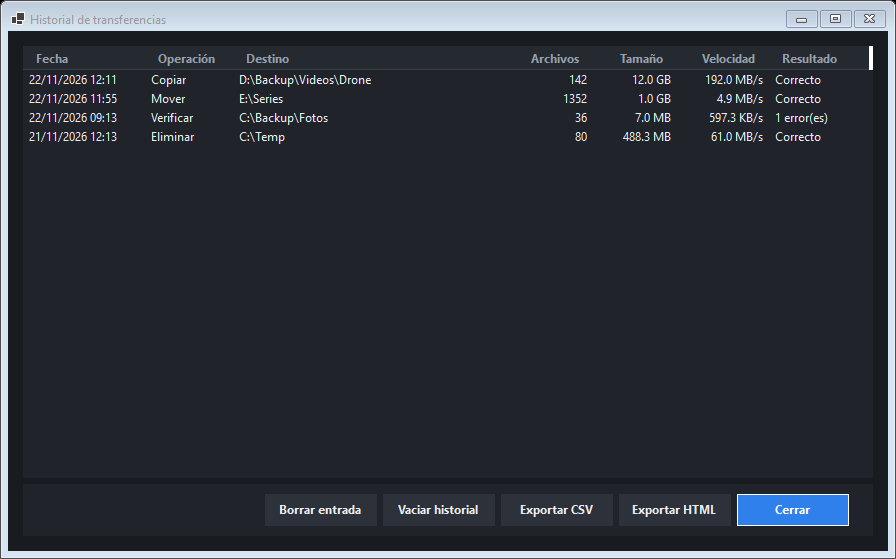 Historial de transferencias
Fecha Operación Destino Archivos Tamaño Velocidad Resultado
22/11/2026 12:11 Copiar D:\Backup\Videos\Drone 142 12.0 GB 192.0 MB/s Correcto
22/11/2026 11:55 Mover E:\Series 1352 1.0 GB 4.9 MB/s Correcto
22/11/2026 09:13 Verificar C:\Backup\Fotos 36 7.0 MB 597.3 KB/s 1 error(es)
21/11/2026 12:13 Eliminar C:\Temp 80 488.3 MB 61.0 MB/s Correcto
Borrar entrada Vaciar historial Exportar CSV Exportar HTML Cerrar